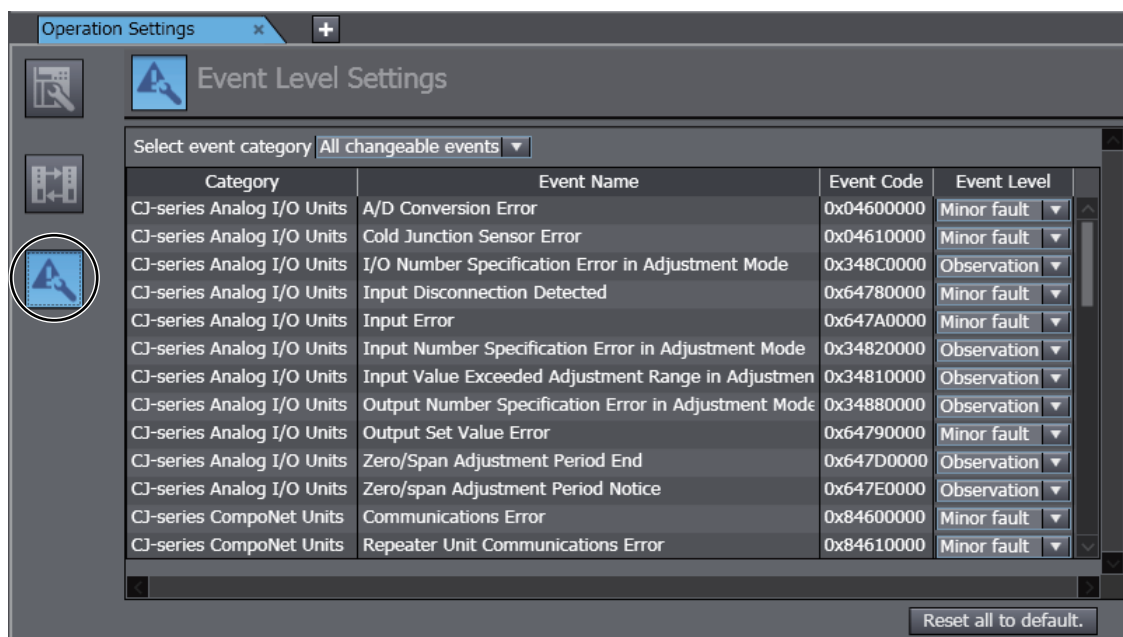 Operation Settings
Event Level Settings
Select event category All changeable events
Category Event Name Event Code Event Level
CJ-series Analog I/O Units A/D Conversion Error 0x04600000 Minor fault
CJ-series Analog I/O Units Cold Junction Sensor Error 0x04610000 Minor fault
CJ-series Analog I/O Units I/O Number Specification Error in Adjustment Mode 0x348C0000 Observation
CJ-series Analog I/O Units Input Disconnection Detected 0x64780000 Minor fault
CJ-series Analog I/O Units Input Error 0x647A0000 Minor fault
CJ-series Analog I/O Units Input Number Specification Error in Adjustment Mode 0x34820000 Observation
CJ-series Analog I/O Units Input Value Exceeded Adjustment Range in Adjustmen 0x34810000 Observation
CJ-series Analog I/O Units Output Number Specification Error in Adjustment Mode 0x34880000 Observation
CJ-series Analog I/O Units Output Set Value Error 0x64790000 Minor fault
CJ-series Analog I/O Units Zero/Span Adjustment Period End 0x647D0000 Observation
CJ-series Analog I/O Units Zero/span Adjustment Period Notice 0x647E0000 Observation
CJ-series CompoNet Units Communications Error 0x84600000 Minor fault
CJ-series CompoNet Units Repeater Unit Communications Error 0x84610000 Minor fault
Reset all to default.